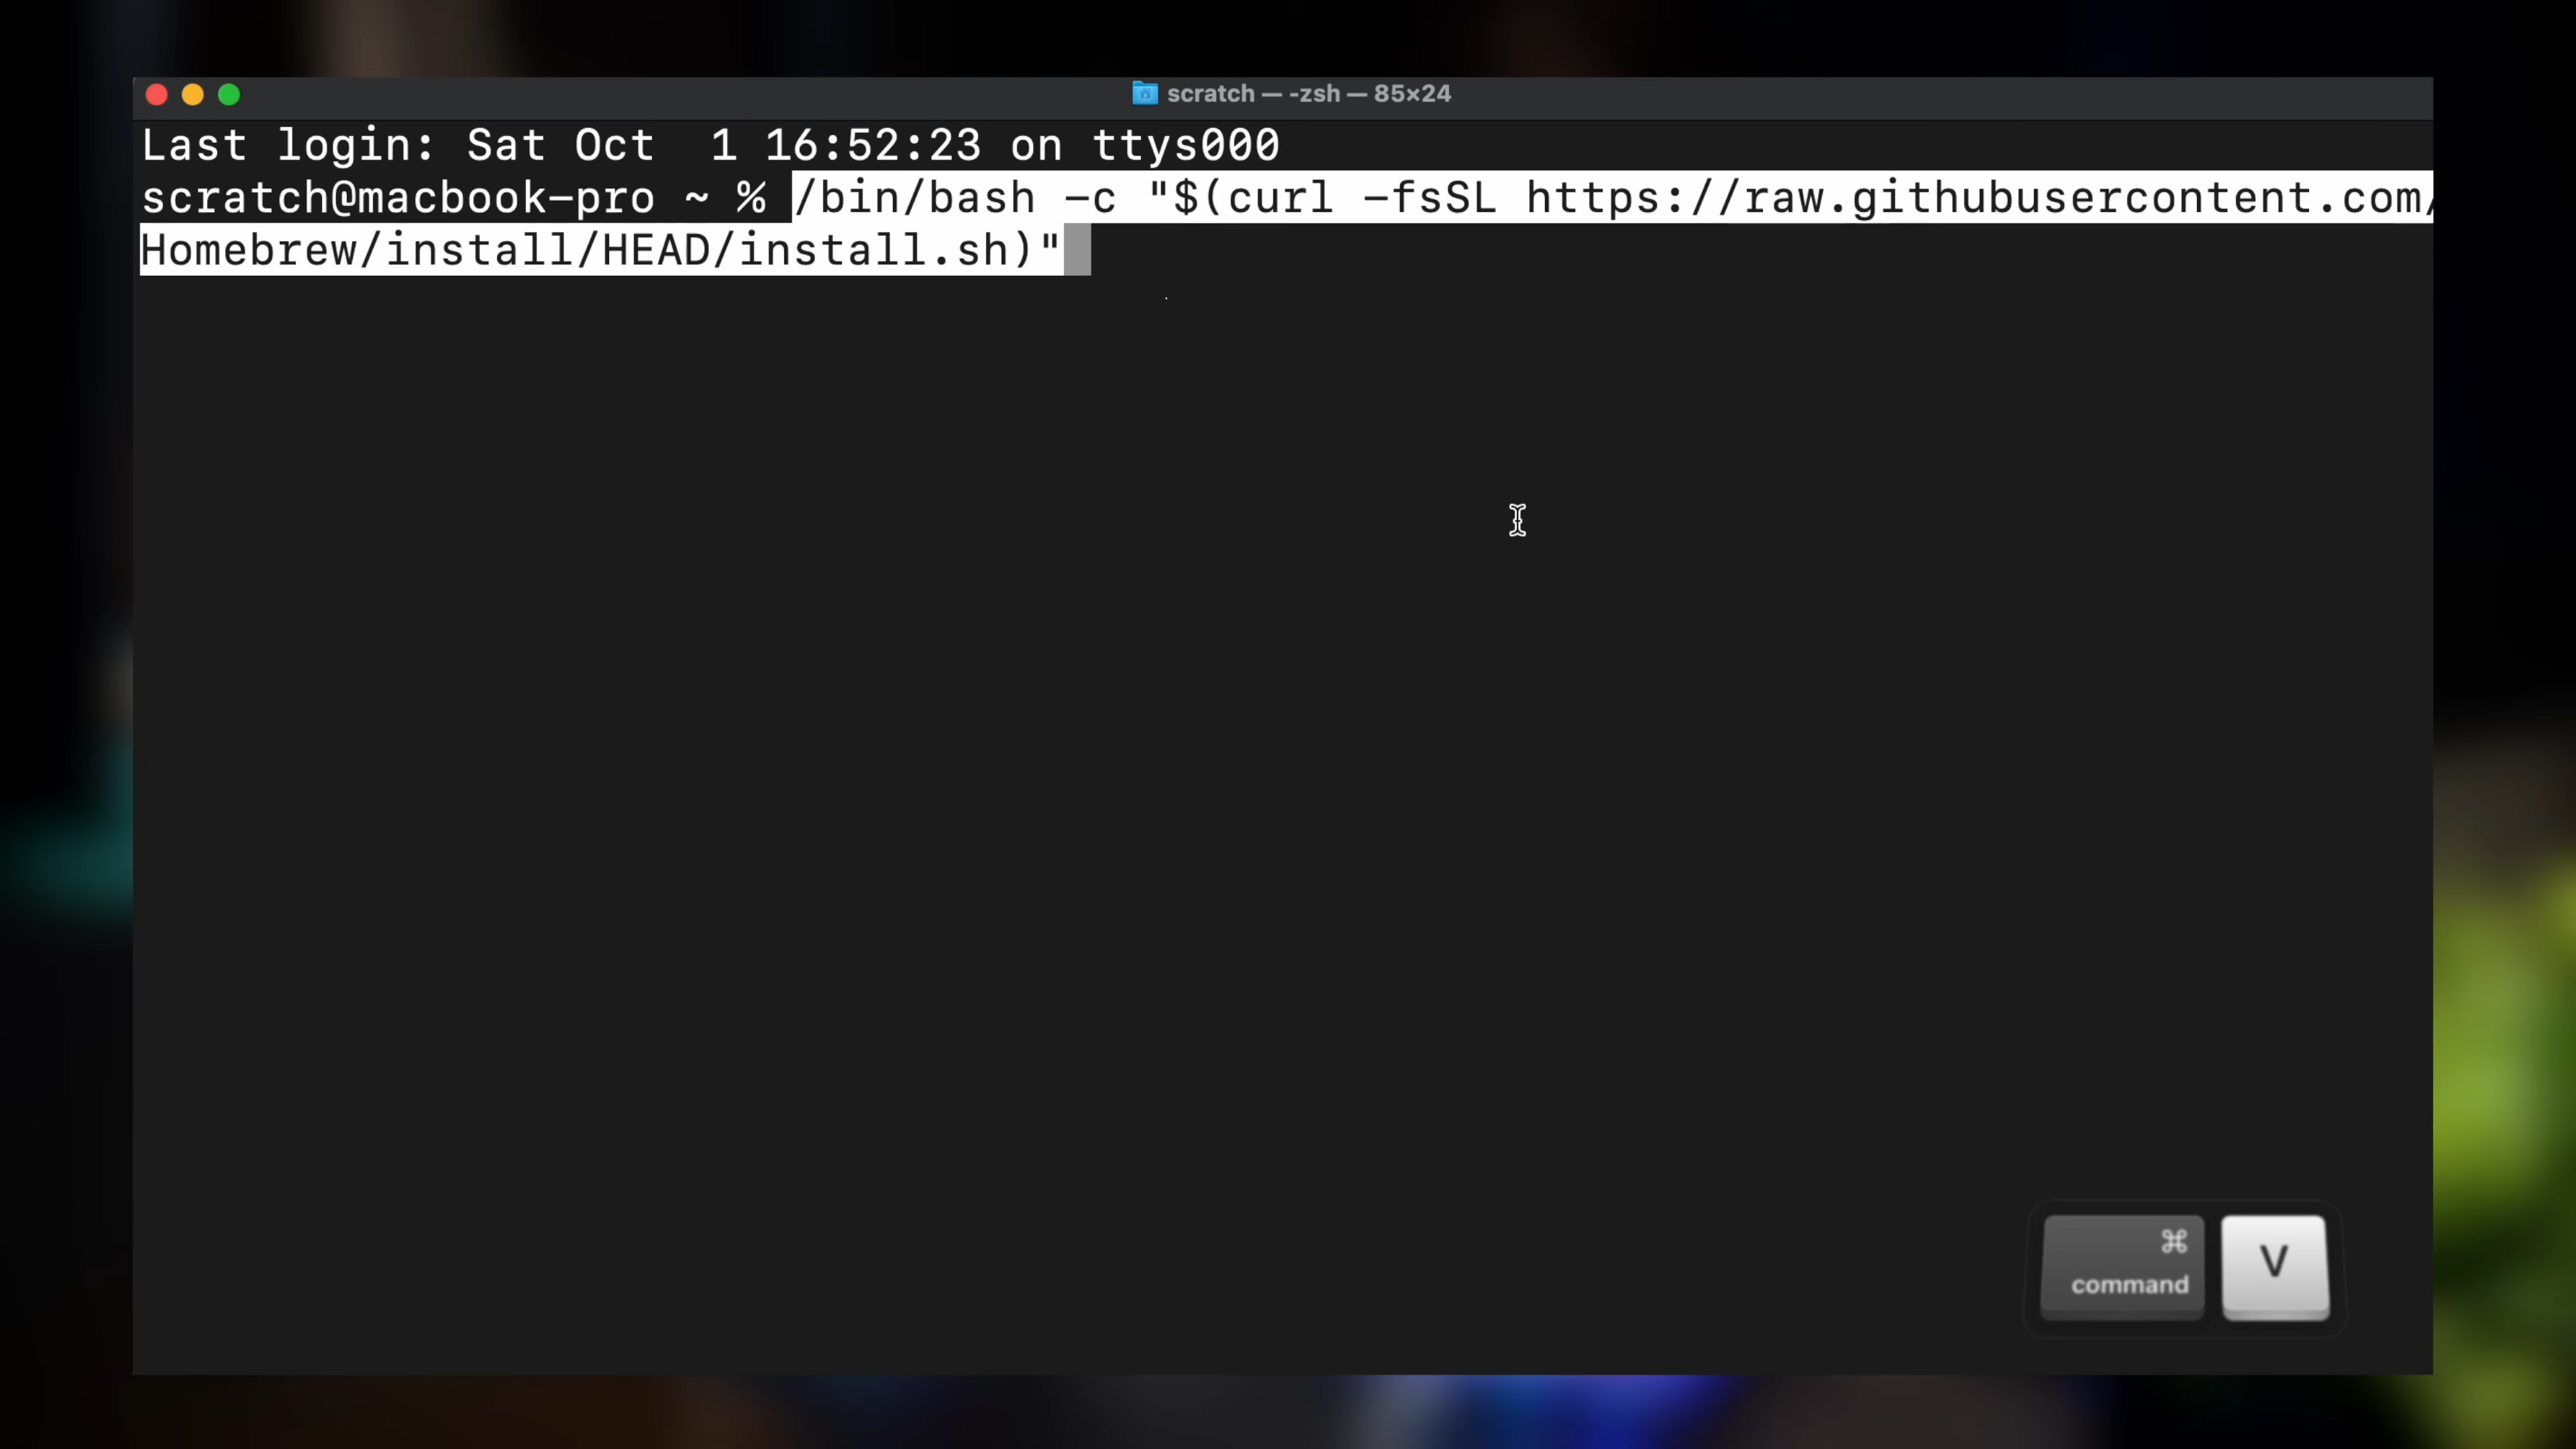 scratch — -zsh — 85×24
Last login: Sat Oct  1 16:52:23 on ttys000
scratch@macbook-pro ~ % /bin/bash -c "$(curl -fsSL https://raw.githubusercontent.com/
Homebrew/install/HEAD/install.sh)"
⌘
command
V